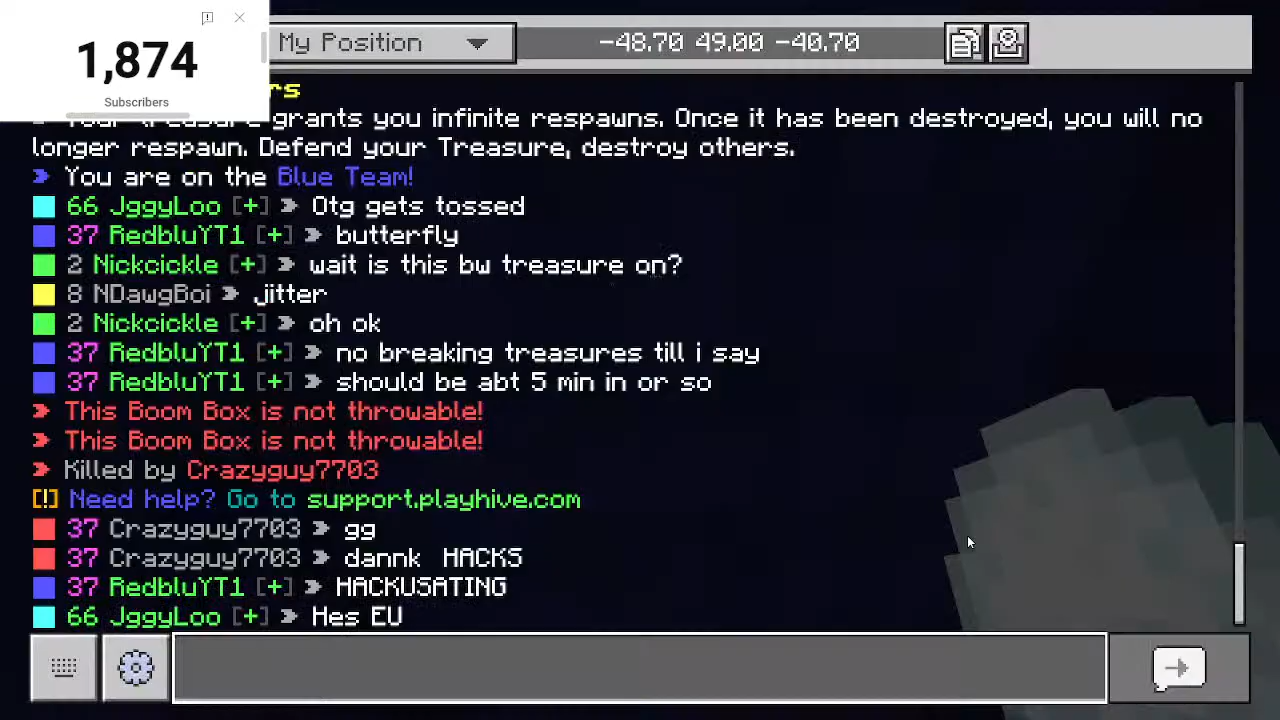 1,874
Subscribers
My Position
-48.70 49.00 -40.70
rs
Your treasure grants you infinite respawns. Once it has been destroyed, you will no
longer respawn. Defend your Treasure, destroy others.
You are on the Blue Team!
66 JggyLoo [+] » Otg gets tossed
37 RedbluYT1 [+] » butterfly
2 Nickcickle [+] » wait is this bw treasure on?
8 NDawgBoi » jitter
2 Nickcickle [+] » oh ok
37 RedbluYT1 [+] » no breaking treasures till i say
37 RedbluYT1 [+] » should be abt 5 min in or so
» This Boom Box is not throwable!
» This Boom Box is not throwable!
» Killed by Crazyguy7703
[!] Need help? Go to support.playhive.com
37 Crazyguy7703 » gg
37 Crazyguy7703 » dannk HACKS
37 RedbluYT1 [+] » HACKUSATING
66 JggyLoo [+] » Hes EU